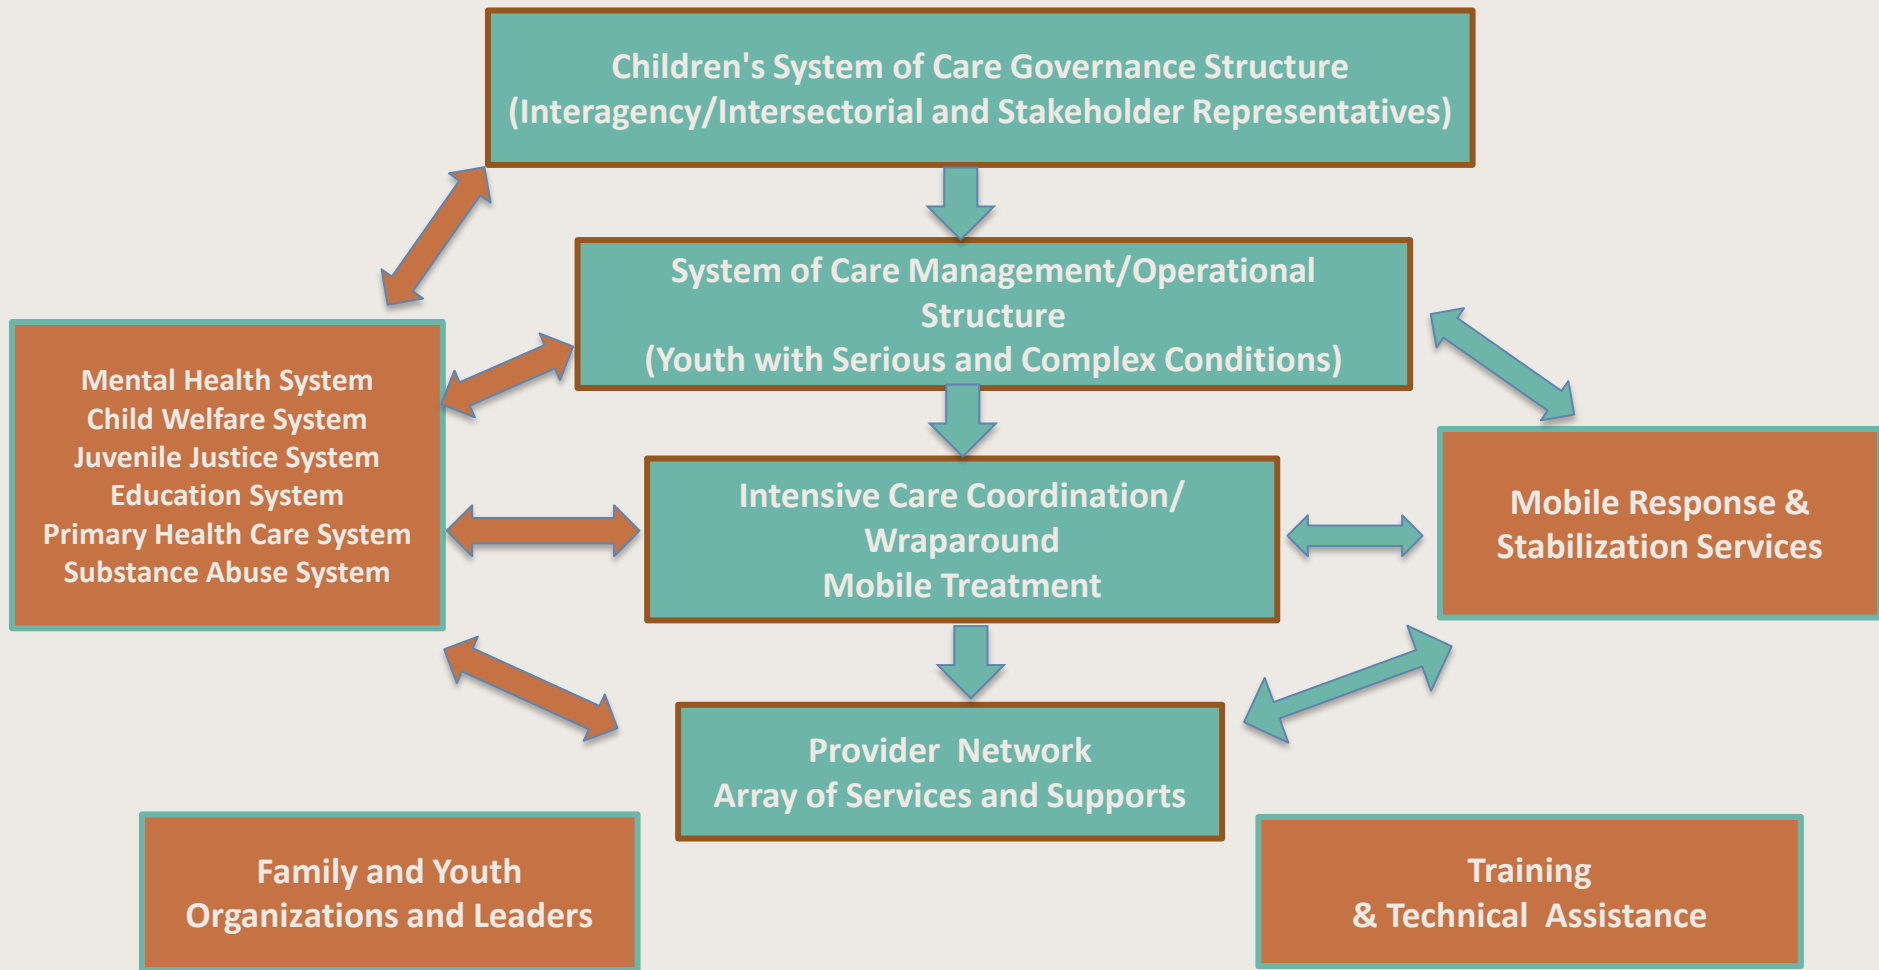 Children's System of Care Governance Structure
(Interagency/Intersectorial and Stakeholder Representatives)
System of Care Management/Operational
Structure
(Youth with Serious and Complex Conditions)
Mental Health System
Child Welfare System
Juvenile Justice System
Education System
Primary Health Care System
Substance Abuse System
Intensive Care Coordination/
Wraparound
Mobile Treatment
Mobile Response &
Stabilization Services
Provider  Network
Array of Services and Supports
Family and Youth
Organizations and Leaders
Training
& Technical  Assistance